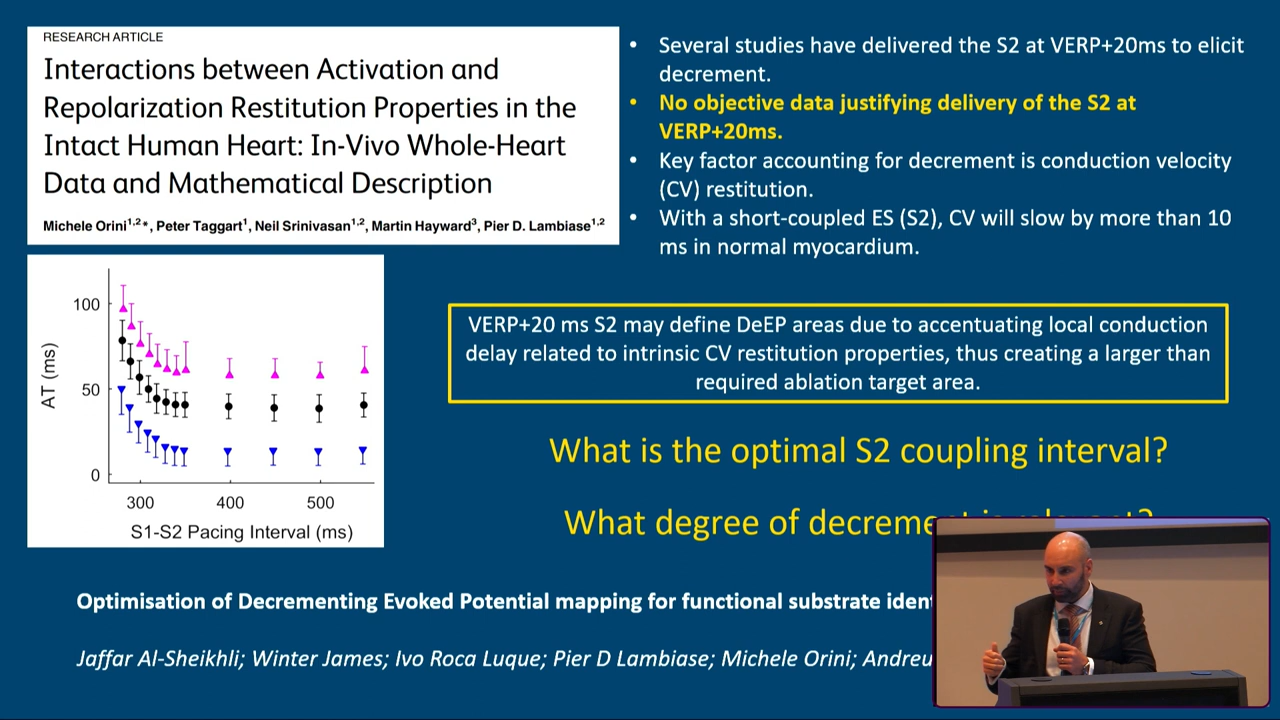 RESEARCH ARTICLE
Interactions between Activation and
Repolarization Restitution Properties in the
Intact Human Heart: In-Vivo Whole-Heart
Data and Mathematical Description
Michele Orini1,2*, Peter Taggart1, Neil Srinivasan1,2, Martin Hayward3, Pier D. Lambiase1,2
• Several studies have delivered the S2 at VERP+20ms to elicit
decrement.
• No objective data justifying delivery of the S2 at
VERP+20ms.
• Key factor accounting for decrement is conduction velocity
(CV) restitution.
• With a short-coupled ES (S2), CV will slow by more than 10
ms in normal myocardium.
100
50
0
AT (ms)
300 400 500
S1-S2 Pacing Interval (ms)
VERP+20 ms S2 may define DeEP areas due to accentuating local conduction
delay related to intrinsic CV restitution properties, thus creating a larger than
required ablation target area.
What is the optimal S2 coupling interval?
What degree of decrement is
Optimisation of Decrementing Evoked Potential mapping for functional substrate
Jaffar Al-Sheikhli; Winter James; Ivo Roca Luque; Pier D Lambiase; Michele Orini; Andreu